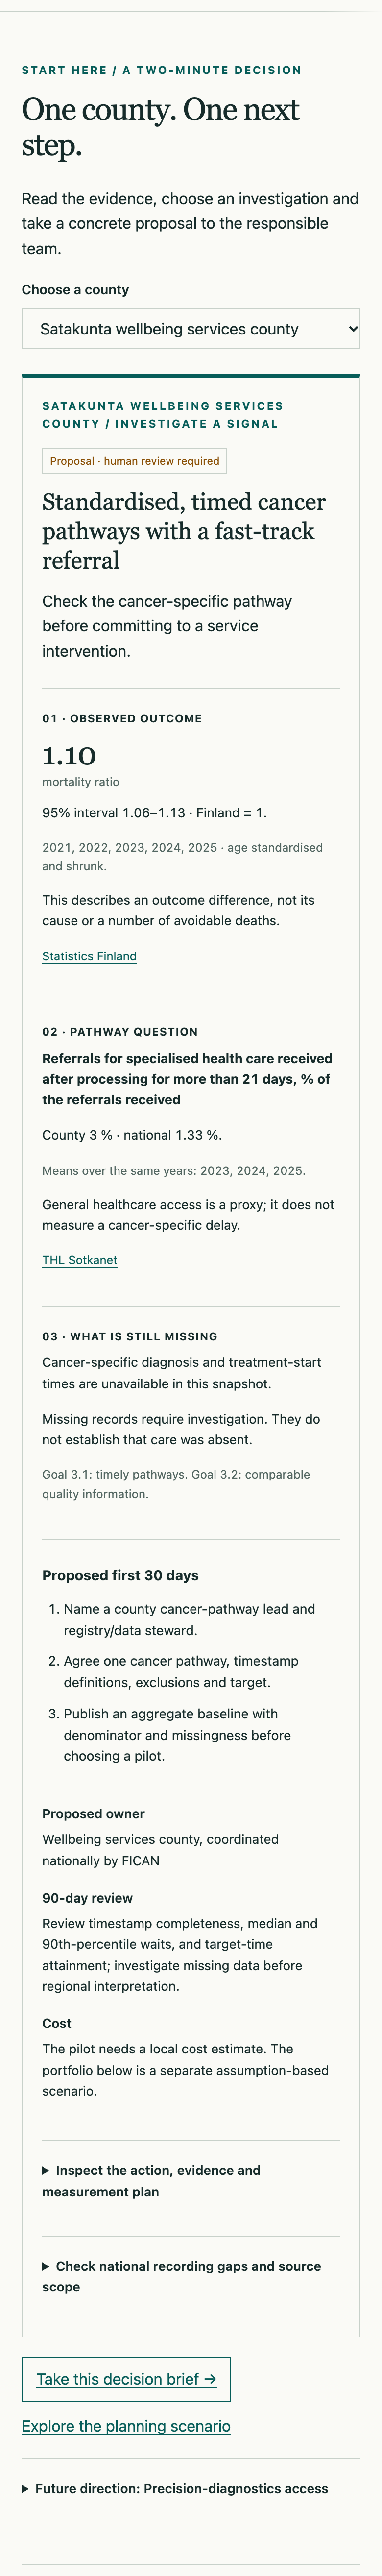 START HERE / A TWO-MINUTE DECISION
One county. One next
step.
Read the evidence, choose an investigation and
take a concrete proposal to the responsible
team.
Choose a county
Satakunta wellbeing services county
SATAKUNTA WELLBEING SERVICES
COUNTY / INVESTIGATE A SIGNAL
Proposal · human review required
Standardised, timed cancer
pathways with a fast-track
referral
Check the cancer-specific pathway
before committing to a service
intervention.
01 · OBSERVED OUTCOME
1.10
mortality ratio
95% interval 1.06–1.13 · Finland = 1.
2021, 2022, 2023, 2024, 2025 · age standardised
and shrunk.
This describes an outcome difference, not its
cause or a number of avoidable deaths.
Statistics Finland
02 · PATHWAY QUESTION
Referrals for specialised health care received
after processing for more than 21 days, % of
the referrals received
County 3 % · national 1.33 %.
Means over the same years: 2023, 2024, 2025.
General healthcare access is a proxy; it does not
measure a cancer-specific delay.
THL Sotkanet
03 · WHAT IS STILL MISSING
Cancer-specific diagnosis and treatment-start
times are unavailable in this snapshot.
Missing records require investigation. They do
not establish that care was absent.
Goal 3.1: timely pathways. Goal 3.2: comparable
quality information.
Proposed first 30 days
1. Name a county cancer-pathway lead and
registry/data steward.
2. Agree one cancer pathway, timestamp
definitions, exclusions and target.
3. Publish an aggregate baseline with
denominator and missingness before
choosing a pilot.
Proposed owner
Wellbeing services county, coordinated
nationally by FICAN
90-day review
Review timestamp completeness, median and
90th-percentile waits, and target-time
attainment; investigate missing data before
regional interpretation.
Cost
The pilot needs a local cost estimate. The
portfolio below is a separate assumption-based
scenario.
▶ Inspect the action, evidence and
measurement plan
▶ Check national recording gaps and source
scope
Take this decision brief →
Explore the planning scenario
▶ Future direction: Precision-diagnostics access